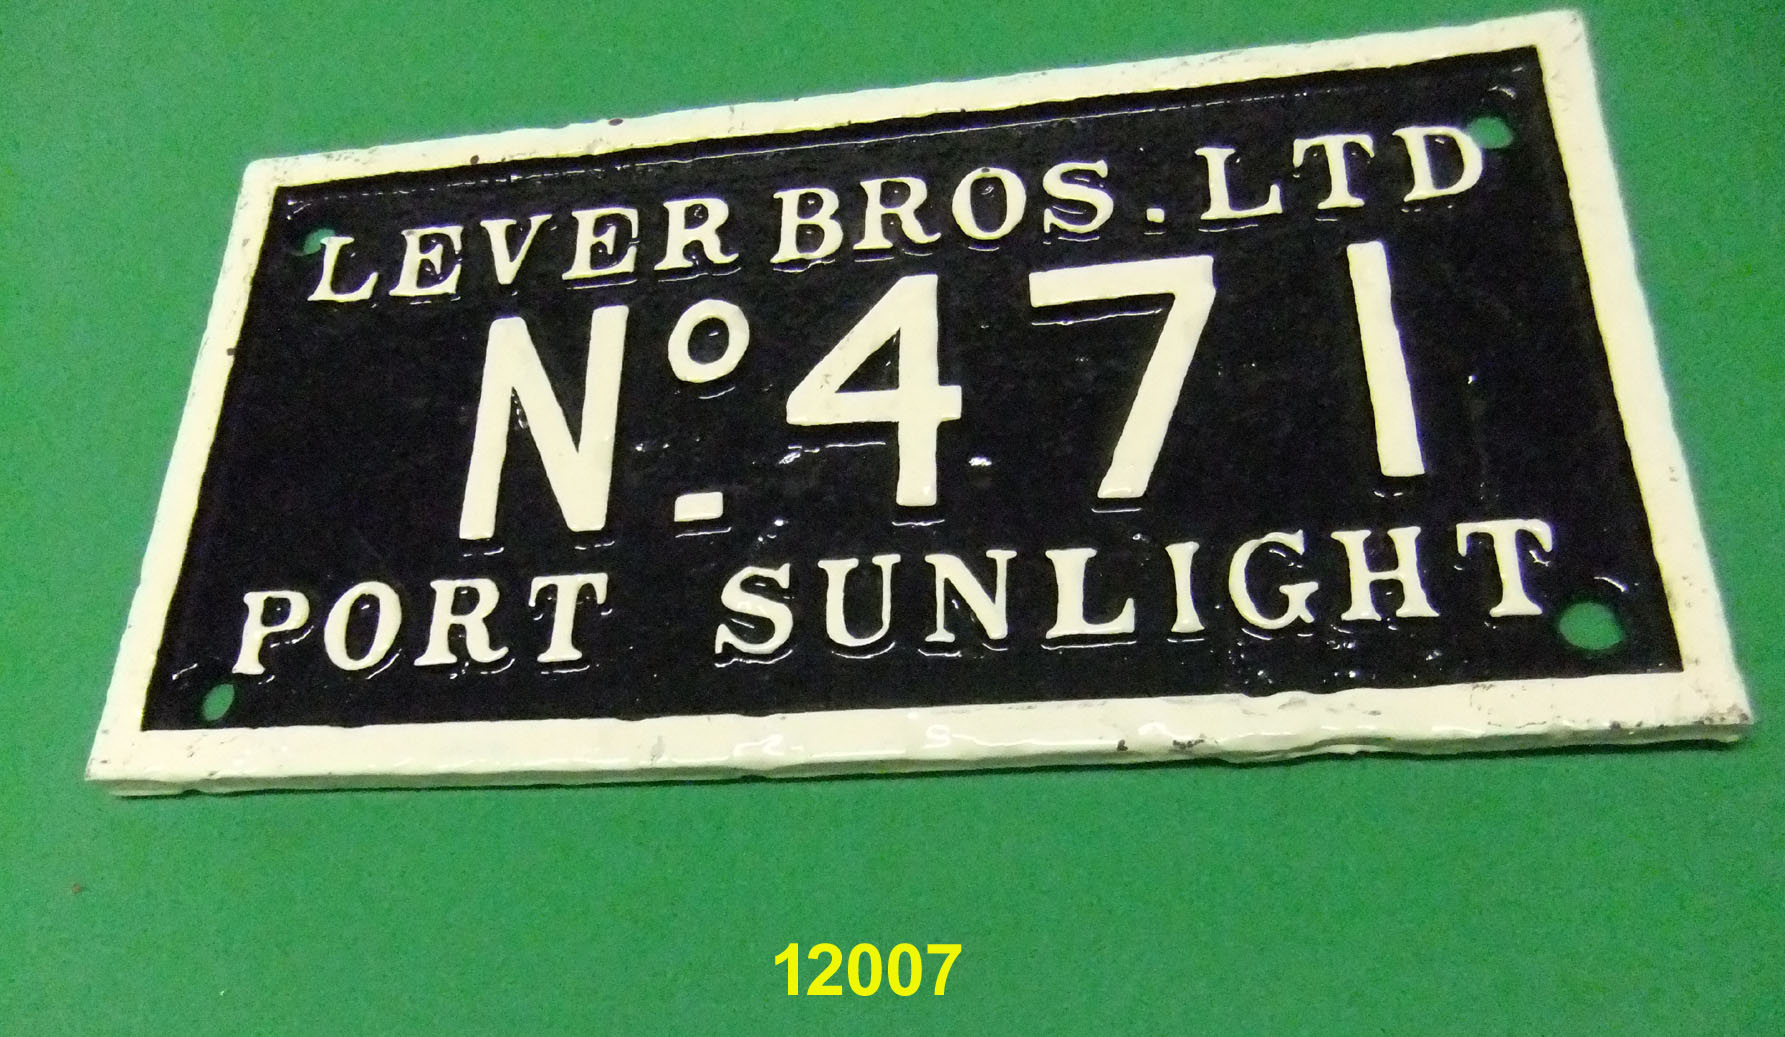 LEVER BROS. LTD
Nº. 471
PORT SUNLIGHT
12007